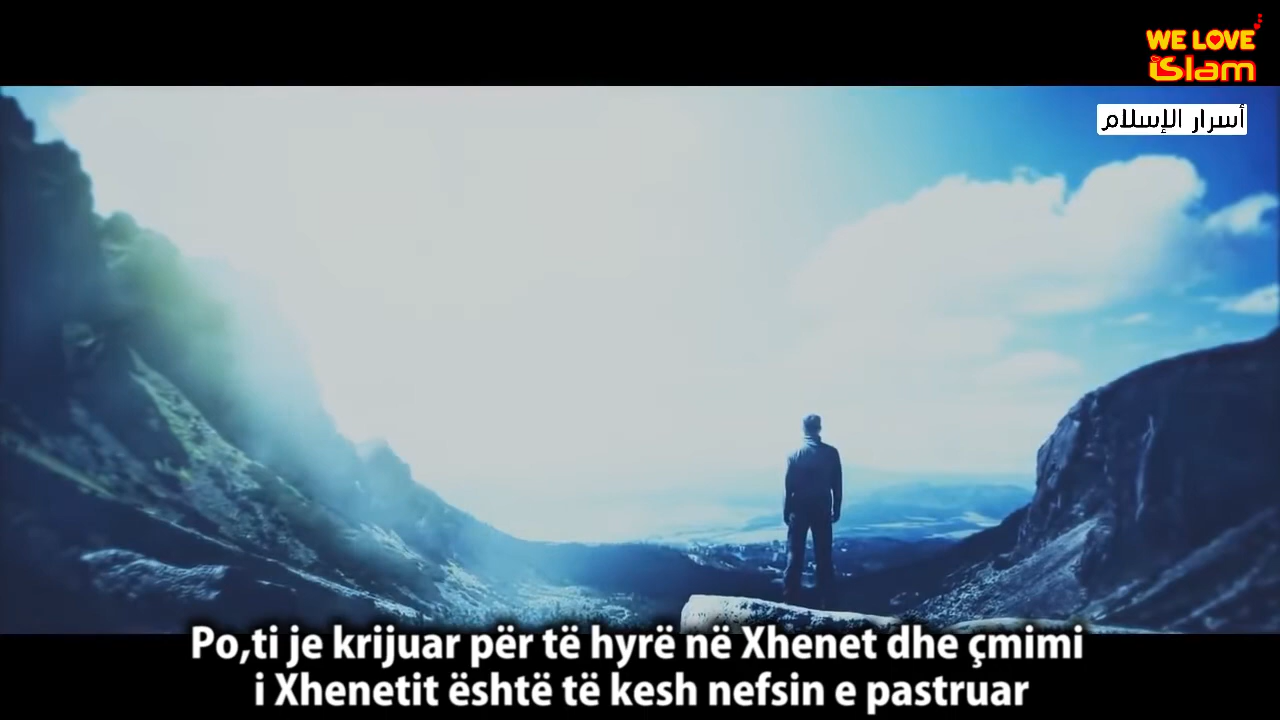 WE LOVE
islam
أسرار الإسلام
Po,ti je krijuar për të hyrë në Xhenet dhe çmimi
i Xhenetit është të kesh nefsin e pastruar